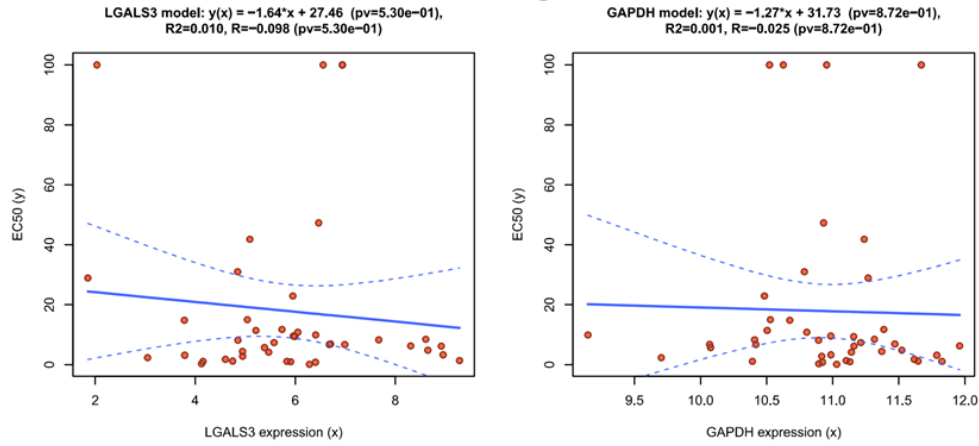 LGALS3 model: y(x) = −1.64*x + 27.46 (pv=5.30e−01),
R2=0.010, R=−0.098 (pv=5.30e−01)
100
80
60
40
20
0
EC50 (y)
2
4
6
8
LGALS3 expression (x)
GAPDH model: y(x) = −1.27*x + 31.73 (pv=8.72e−01),
R2=0.001, R=−0.025 (pv=8.72e−01)
100
80
60
40
20
0
EC50 (y)
9.5
10.0
10.5
11.0
11.5
12.0
GAPDH expression (x)